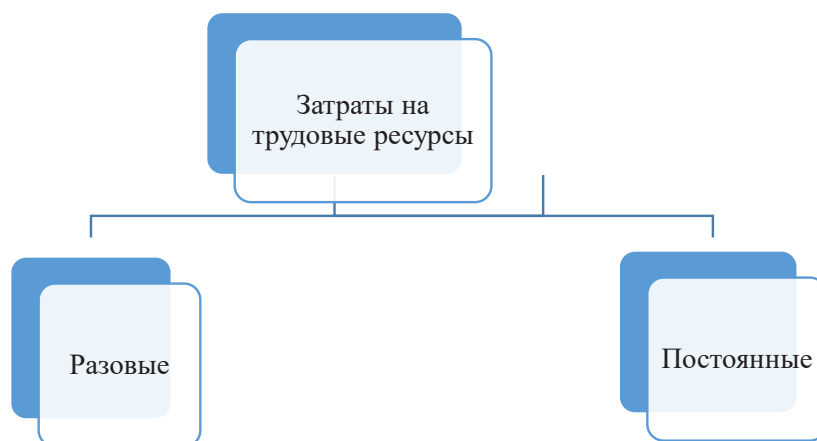 Затраты на
трудовые ресурсы
Разовые
Постоянные